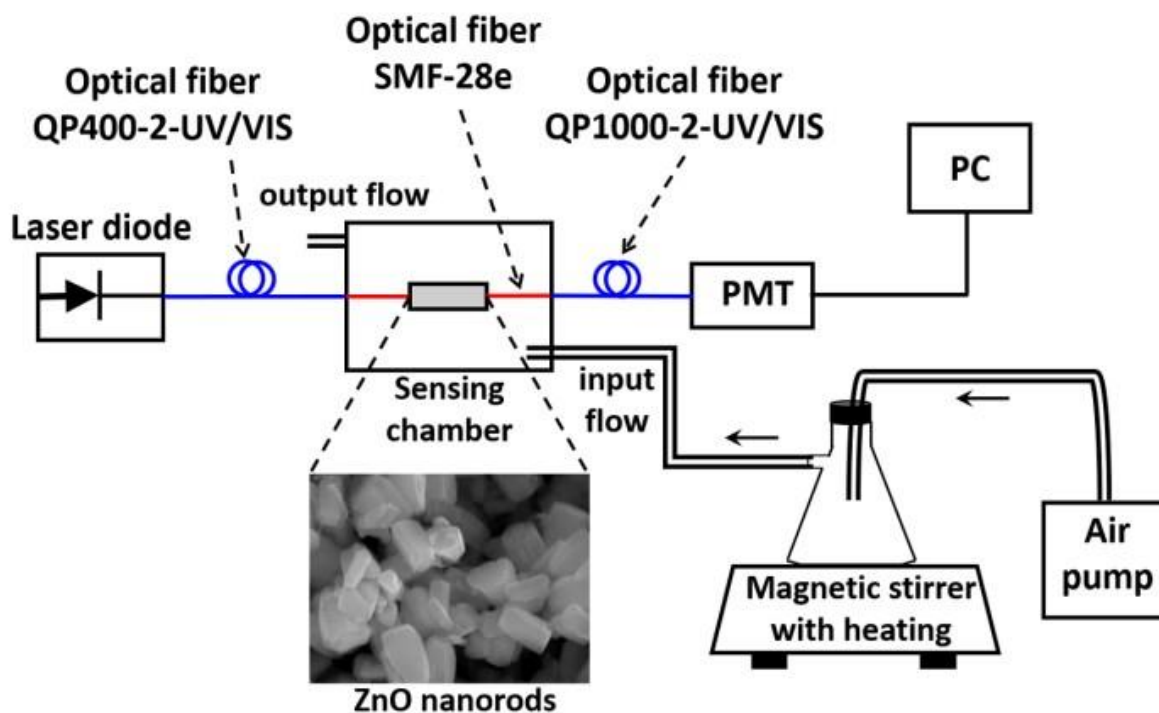 Optical fiber
SMF-28e
Optical fiber
QP400-2-UV/VIS
Optical fiber
QP1000-2-UV/VIS
PC
output flow
Laser diode
PMT
Sensing
chamber
input
flow
Air
pump
Magnetic stirrer
with heating
ZnO nanorods